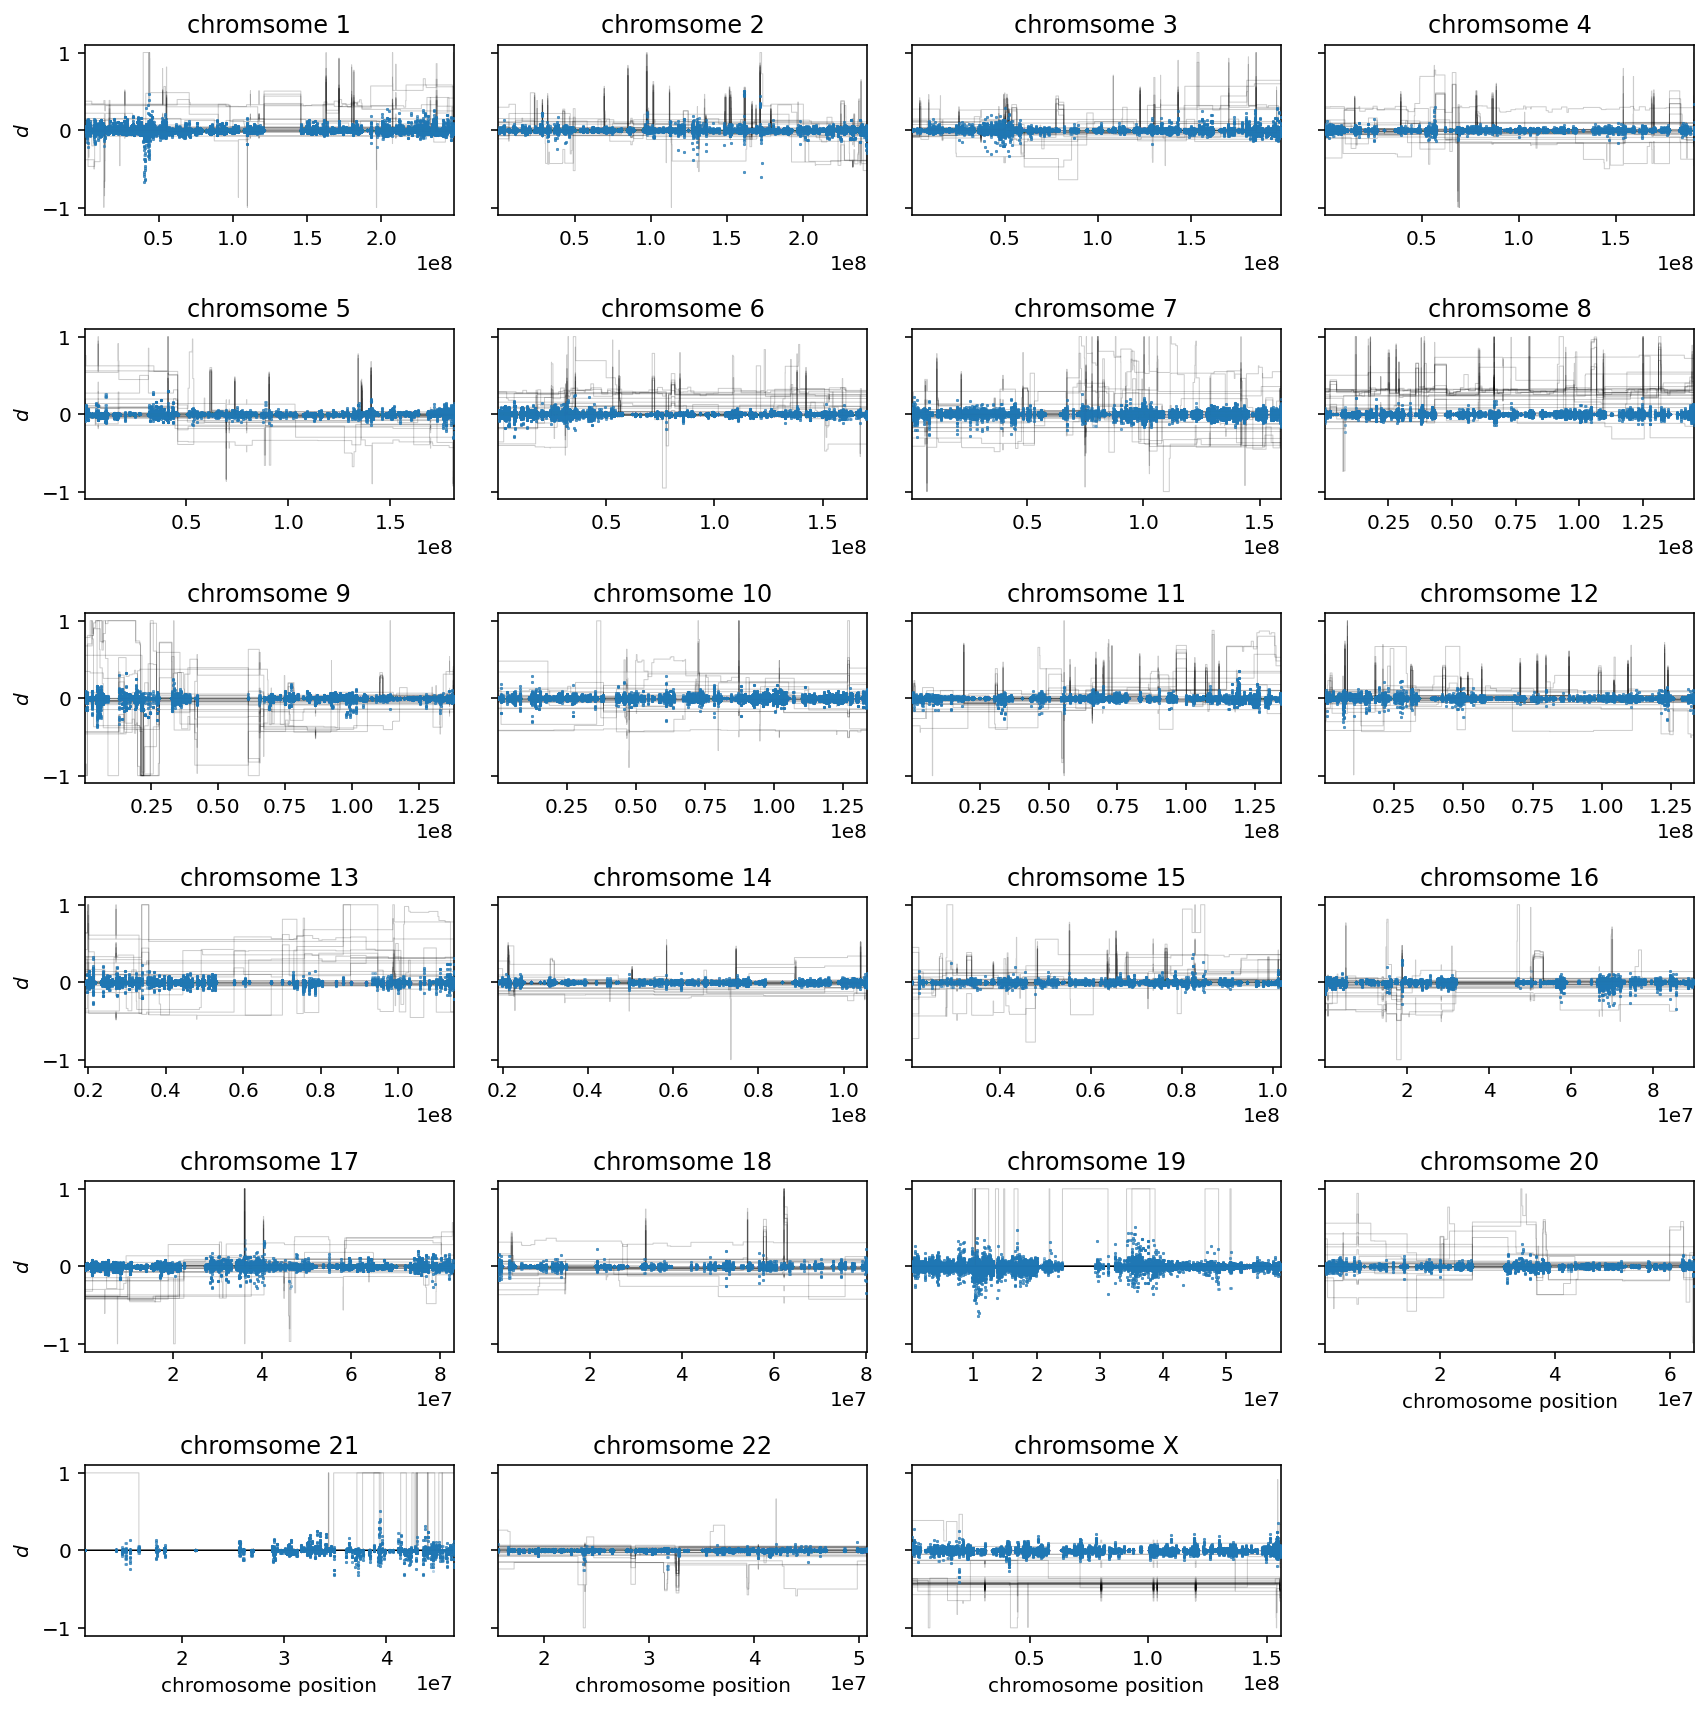 chromsome 1 chromsome 2 chromsome 3 chromsome 4
1
d 0
−1
0.5 1.0 1.5 2.0 0.5 1.0 1.5 2.0 0.5 1.0 1.5 0.5 1.0 1.5
1e8 1e8 1e8 1e8
chromsome 5 chromsome 6 chromsome 7 chromsome 8
1
d 0
−1
0.5 1.0 1.5 0.5 1.0 1.5 0.5 1.0 1.5 0.25 0.50 0.75 1.00 1.25
1e8 1e8 1e8 1e8
chromsome 9 chromsome 10 chromsome 11 chromsome 12
1
d 0
−1
0.25 0.50 0.75 1.00 1.25 0.25 0.50 0.75 1.00 1.25 0.25 0.50 0.75 1.00 1.25 0.25 0.50 0.75 1.00 1.25
1e8 1e8 1e8 1e8
chromsome 13 chromsome 14 chromsome 15 chromsome 16
1
d 0
−1
0.2 0.4 0.6 0.8 1.0 0.2 0.4 0.6 0.8 1.0 0.4 0.6 0.8 1.0 2 4 6 8
1e8 1e8 1e8 1e7
chromsome 17 chromsome 18 chromsome 19 chromsome 20
1
d 0
−1
2 4 6 8 2 4 6 8 1 2 3 4 5 2 4 6
1e7 1e7 1e7 chromosome position 1e7
chromsome 21 chromsome 22 chromsome X
1
d 0
−1
2 3 4 2 3 4 5 0.5 1.0 1.5
chromosome position 1e7 chromosome position 1e7 chromosome position 1e8